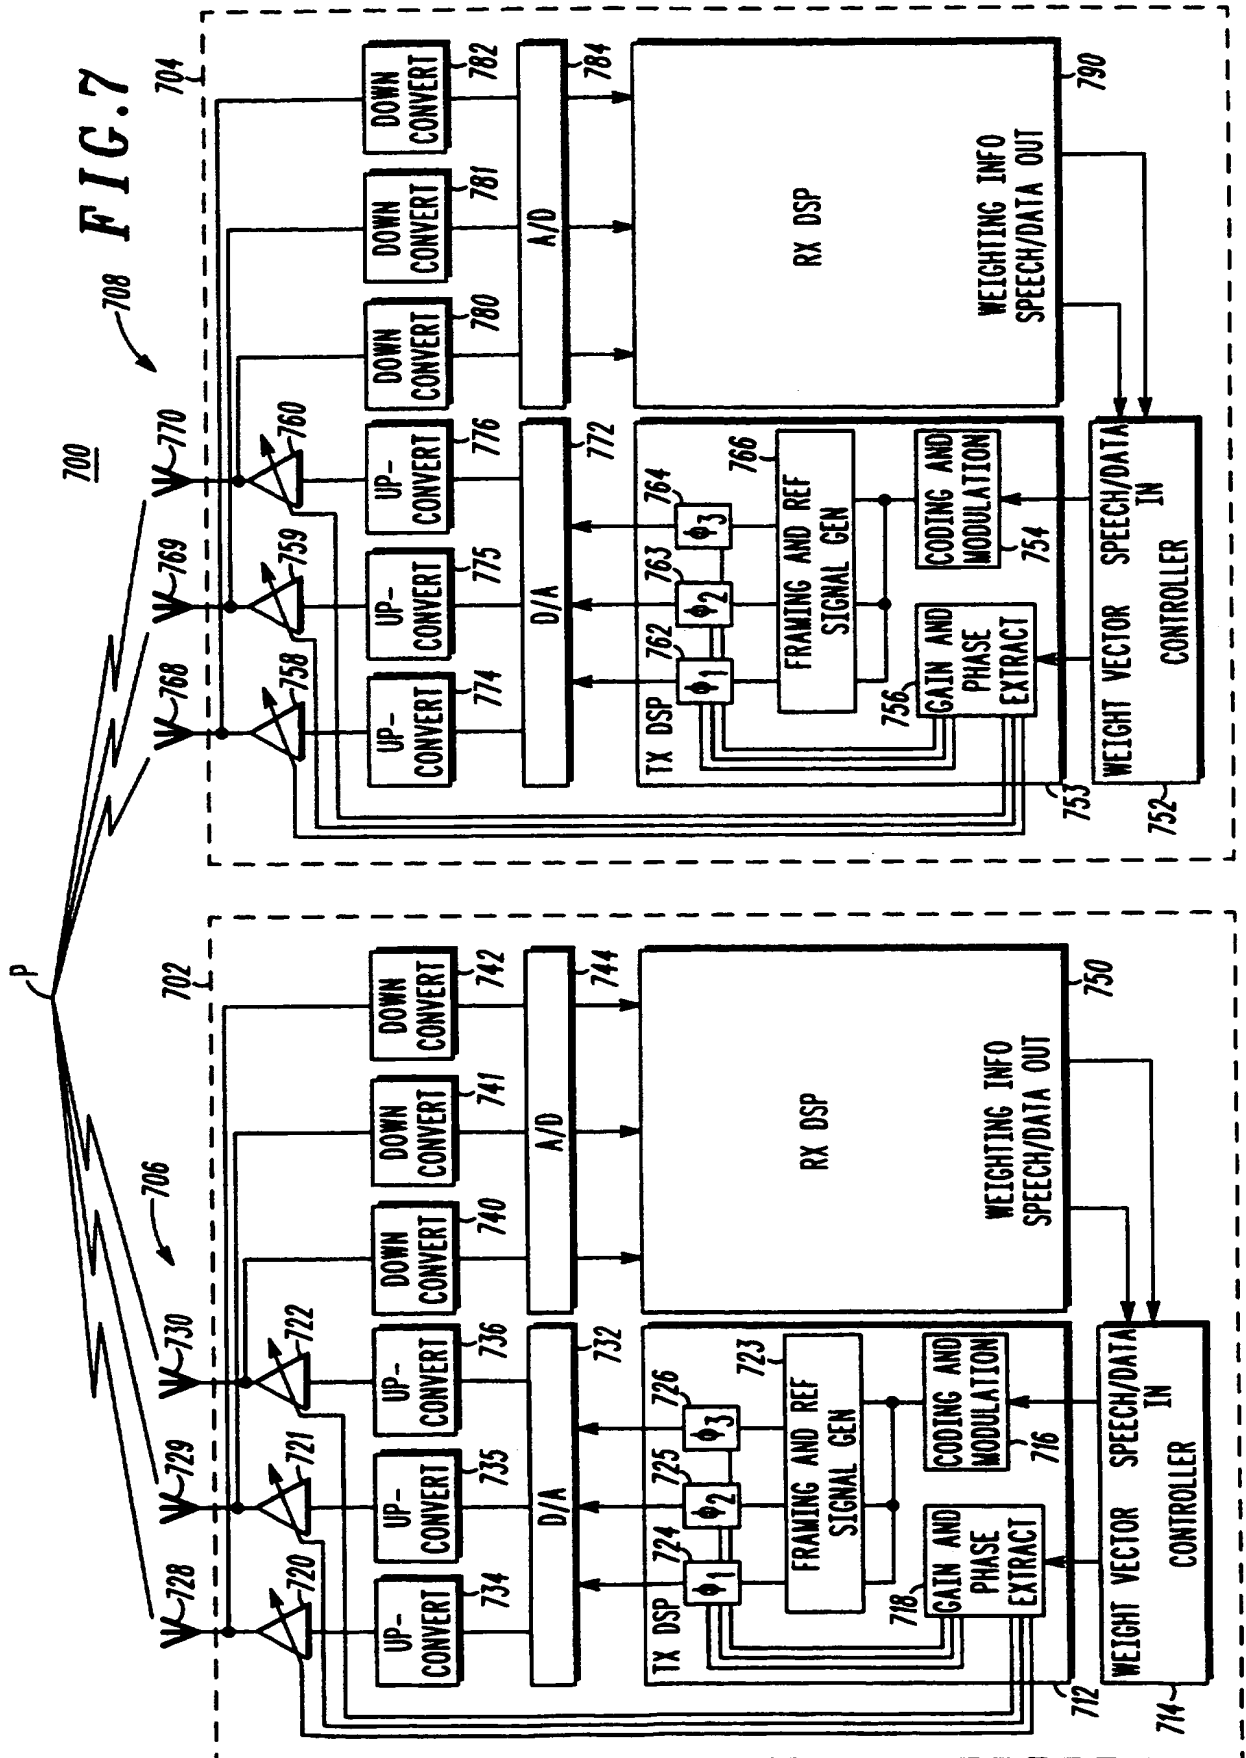 FIG.7
700
P
706
708
702
704
728
729
730
768
769
770
720
721
722
758
759
760
UP-
CONVERT
734
UP-
CONVERT
735
UP-
CONVERT
736
DOWN
CONVERT
740
DOWN
CONVERT
741
DOWN
CONVERT
742
UP-
CONVERT
774
UP-
CONVERT
775
UP-
CONVERT
776
DOWN
CONVERT
780
DOWN
CONVERT
781
DOWN
CONVERT
782
D/A
732
A/D
744
D/A
772
A/D
784
TX DSP
724
ϕ1
725
ϕ2
726
ϕ3
723
FRAMING AND REF
SIGNAL GEN
718
GAIN AND
PHASE
EXTRACT
CODING AND
MODULATION
716
712
RX DSP
WEIGHTING INFO
SPEECH/DATA OUT
750
WEIGHT VECTOR
SPEECH/DATA
IN
CONTROLLER
714
TX DSP
762
ϕ1
763
ϕ2
764
ϕ3
766
FRAMING AND REF
SIGNAL GEN
756
GAIN AND
PHASE
EXTRACT
CODING AND
MODULATION
754
753
RX DSP
WEIGHTING INFO
SPEECH/DATA OUT
790
WEIGHT VECTOR
SPEECH/DATA
IN
CONTROLLER
752